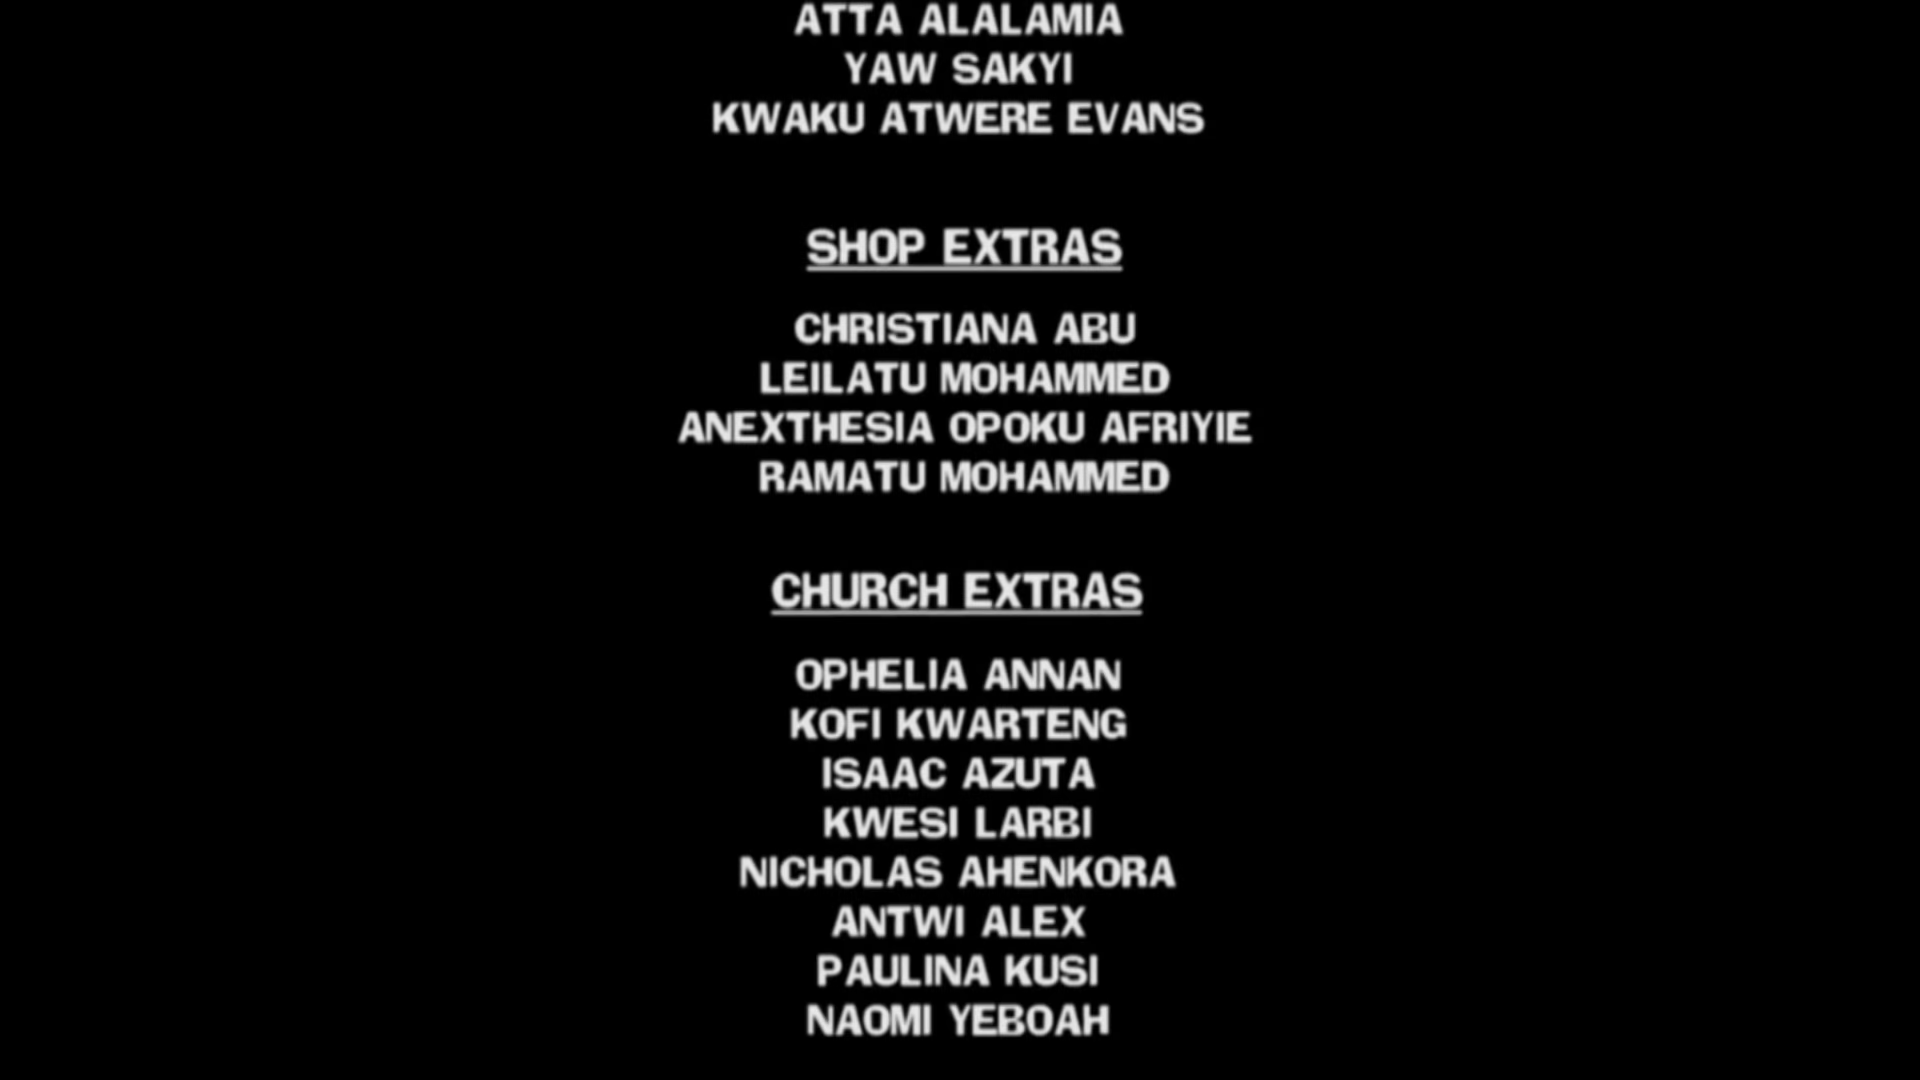 ATTA ALALAMIA
YAW SAKYI
KWAKU ATWERE EVANS
SHOP EXTRAS
CHRISTIANA ABU
LEILATU MOHAMMED
ANEXTHESIA OPOKU AFRIYIE
RAMATU MOHAMMED
CHURCH EXTRAS
OPHELIA ANNAN
KOFI KWARTENG
ISAAC AZUTA
KWESI LARBI
NICHOLAS AHENKORA
ANTWI ALEX
PAULINA KUSI
NAOMI YEBOAH